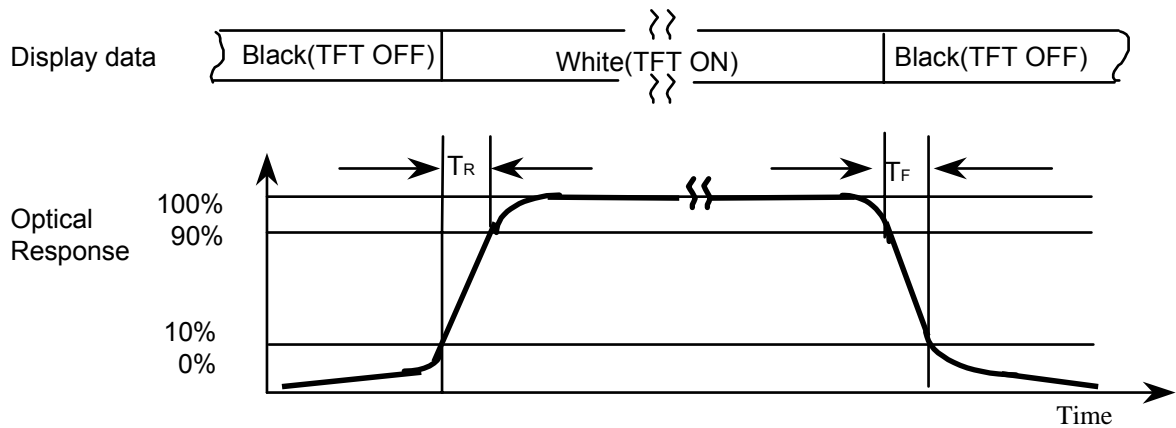 Display data
Black(TFT OFF)
White(TFT ON)
Black(TFT OFF)
TR
TF
Optical
Response
100%
90%
10%
0%
Time